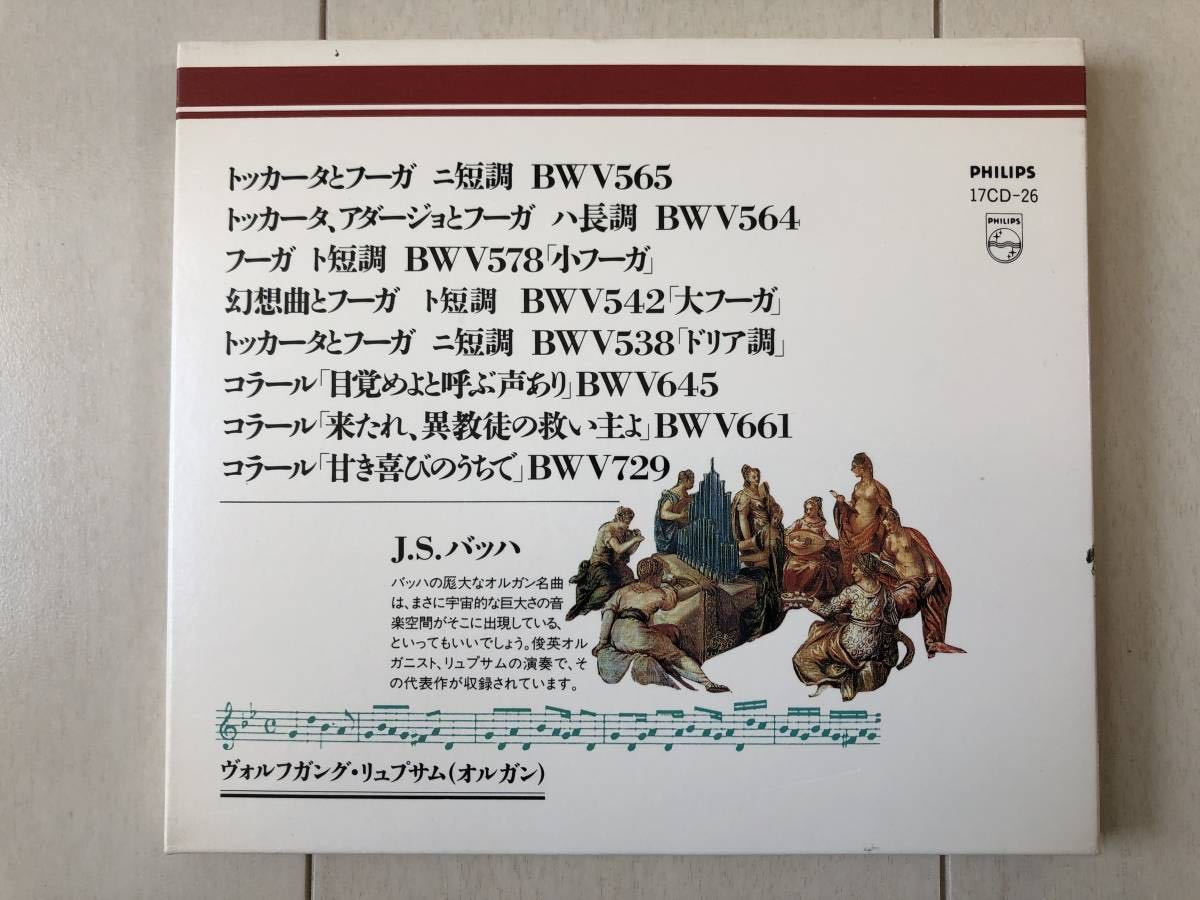 トッカータとフーガ ニ短調 BWV565
トッカータ、アダージョとフーガ ハ長調 BWV564
フーガ ト短調 BWV578「小フーガ」
幻想曲とフーガ ト短調 BWV542「大フーガ」
トッカータとフーガ ニ短調 BWV538「ドリア調」
コラール「目覚めよと呼ぶ声あり」BWV645
コラール「来たれ、異教徒の救い主よ」BWV661
コラール「甘き喜びのうちで」BWV729
PHILIPS
17CD-26
PHILIPS
J.S.バッハ
バッハの厖大なオルガン名曲
は、まさに宇宙的な巨大さの音
楽空間がそこに出現している、
といってもいいでしょう。俊英オル
ガニスト、リュプサムの演奏で、そ
の代表作が収録されています。
ヴォルフガング・リュプサム(オルガン)